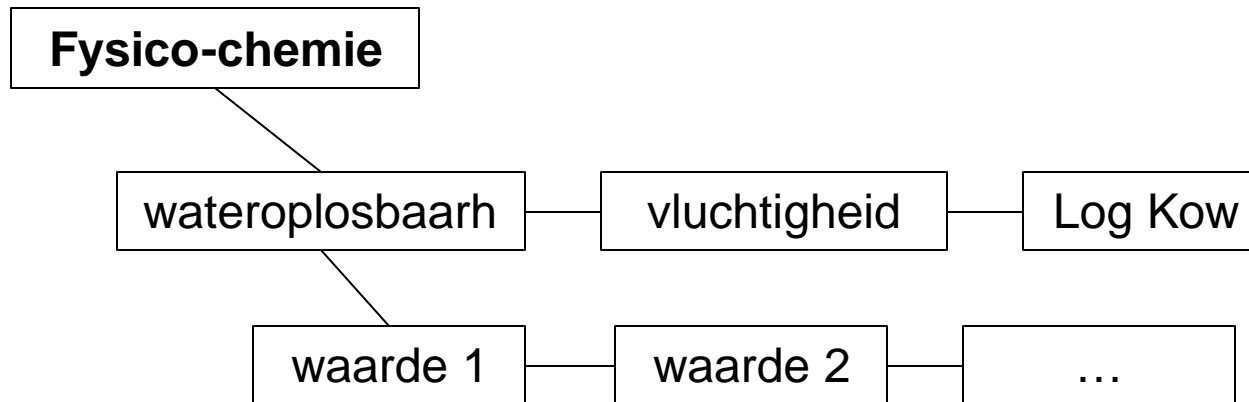 Fysico-chemie
wateroplosbaarh
vluchtigheid
Log Kow
waarde 1
waarde 2
…